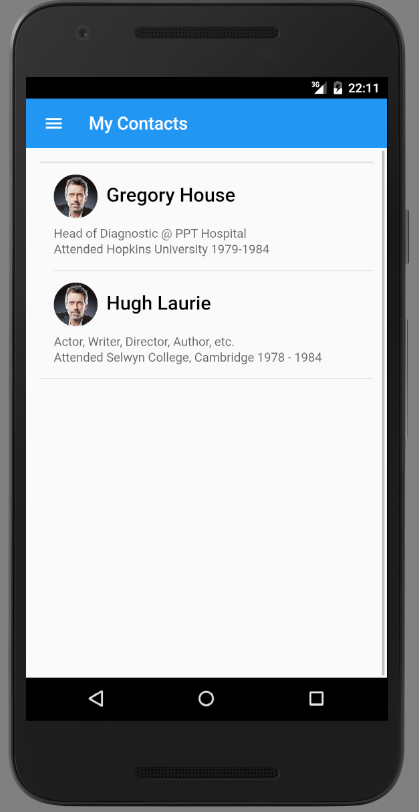 3G 22:11
My Contacts
Gregory House
Head of Diagnostic @ PPT Hospital
Attended Hopkins University 1979-1984
Hugh Laurie
Actor, Writer, Director, Author, etc.
Attended Selwyn College, Cambridge 1978 - 1984